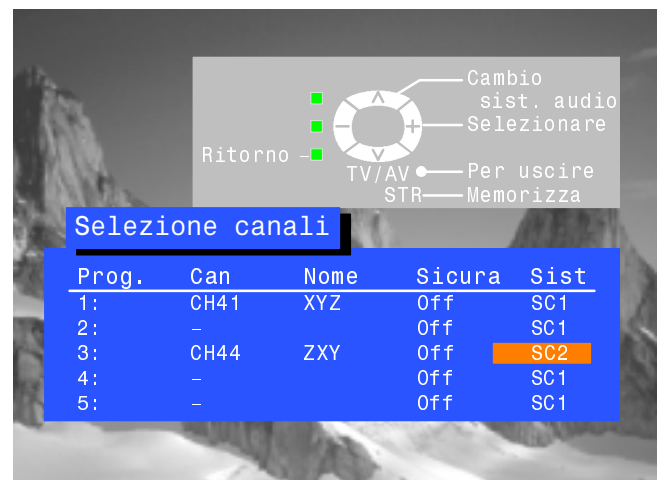 Cambio
sist. audio
- + Selezionare
Ritorno
TV/AV Per uscire
STR Memorizza
Selezione canali
Prog. Can Nome Sicura Sist
1: CH41 XYZ Off SC1
2: – Off SC1
3: CH44 ZXY Off SC2
4: – Off SC1
5: – Off SC1